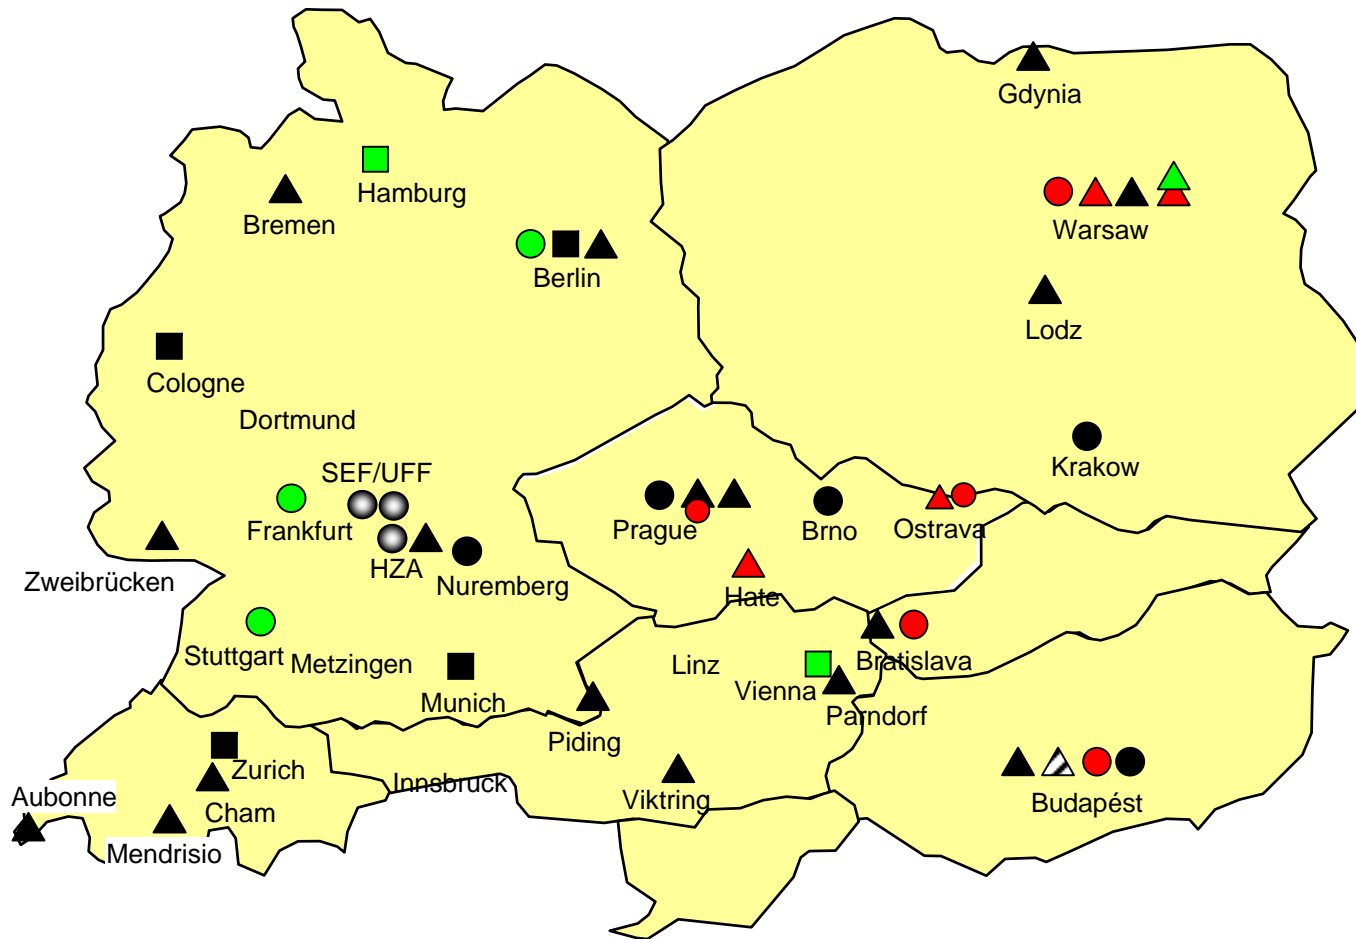 Gdynia
Hamburg
Bremen
Warsaw
Berlin
Lodz
Cologne
Dortmund
SEF/UFF
Krakow
Frankfurt
Prague
Brno
Ostrava
HZA
Nuremberg
Zweibrücken
Hate
Stuttgart
Metzingen
Linz
Bratislava
Munich
Vienna
Parndorf
Piding
Zurich
Innsbruck
Aubonne
Cham
Viktring
Budapést
Mendrisio